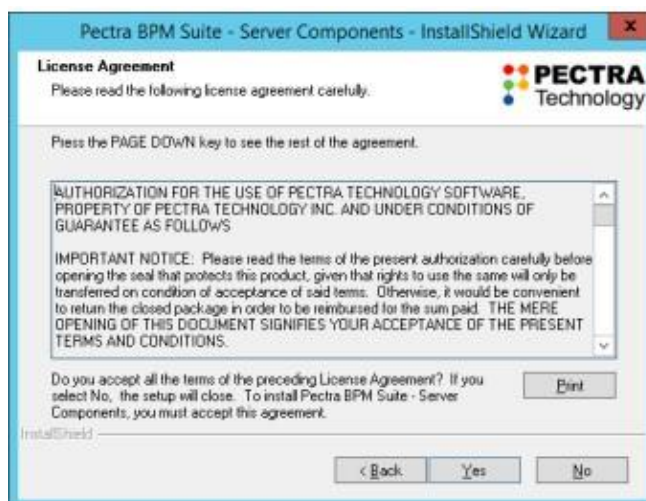 Pectra BPM Suite - Server Components - InstallShield Wizard
x
License Agreement
Please read the following license agreement carefully.
PECTRA
Technology
Press the PAGE DOWN key to see the rest of the agreement.
AUTHORIZATION FOR THE USE OF PECTRA TECHNOLOGY SOFTWARE,
PROPERTY OF PECTRA TECHNOLOGY INC. AND UNDER CONDITIONS OF
GUARANTEE AS FOLLOWS
IMPORTANT NOTICE: Please read the terms of the present authorization carefully before
opening the seal that protects this product, given that rights to use the same will only be
transferred on condition of acceptance of said terms. Otherwise, it would be convenient
to return the closed package in order to be reimbursed for the sum paid. THE MERE
OPENING OF THIS DOCUMENT SIGNIFIES YOUR ACCEPTANCE OF THE PRESENT
TERMS AND CONDITIONS.
Do you accept all the terms of the preceding License Agreement? If you
select No, the setup will close. To install Pectra BPM Suite - Server
Components, you must accept this agreement.
Print
InstallShield
< Back
Yes
No